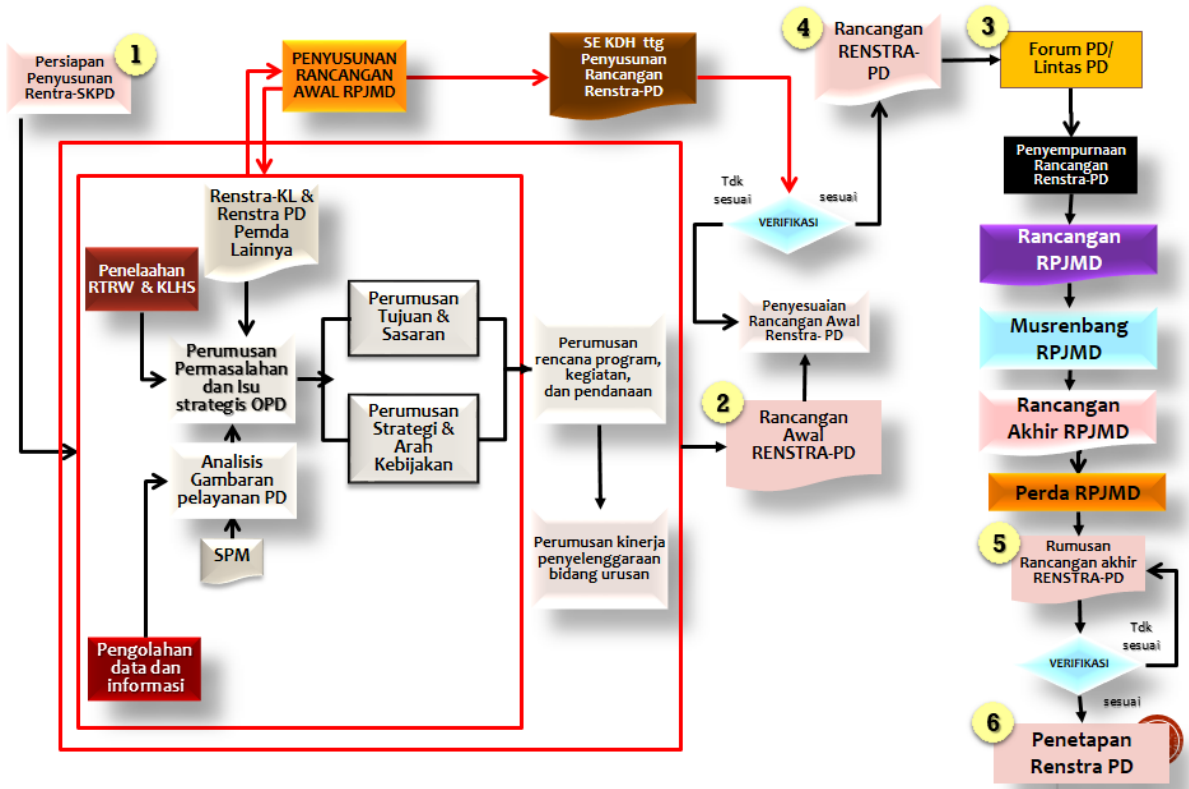 1
Persiapan
Penyusunan
Rentra-SKPD
PENYUSUNAN
RANCANGAN
AWAL RPJMD
SE KDH ttg
Penyusunan
Rancangan
Renstra-PD
4
Rancangan
RENSTRA-
PD
3
Forum PD/
Lintas PD
Penyempurnaan
Rancangan
Renstra-PD
Tdk
sesuai
sesuai
VERIFIKASI
Renstra-KL &
Renstra PD
Pemda
Lainnya
Penelaahan
RTRW & KLHS
Perumusan
Tujuan &
Sasaran
Perumusan
Permasalahan
dan Isu
strategis OPD
Perumusan
Strategi &
Arah
Kebijakan
Analisis
Gambaran
pelayanan PD
SPM
Pengolahan
data dan
informasi
Perumusan
rencana program,
kegiatan,
dan pendanaan
Perumusan kinerja
penyelenggaraan
bidang urusan
Penyesuaian
Rancangan Awal
Renstra- PD
2
Rancangan
Awal
RENSTRA-PD
Rancangan
RPJMD
Musrenbang
RPJMD
Rancangan
Akhir RPJMD
Perda RPJMD
5
Rumusan
Rancangan akhir
RENSTRA-PD
Tdk
sesuai
VERIFIKASI
sesuai
6
Penetapan
Renstra PD